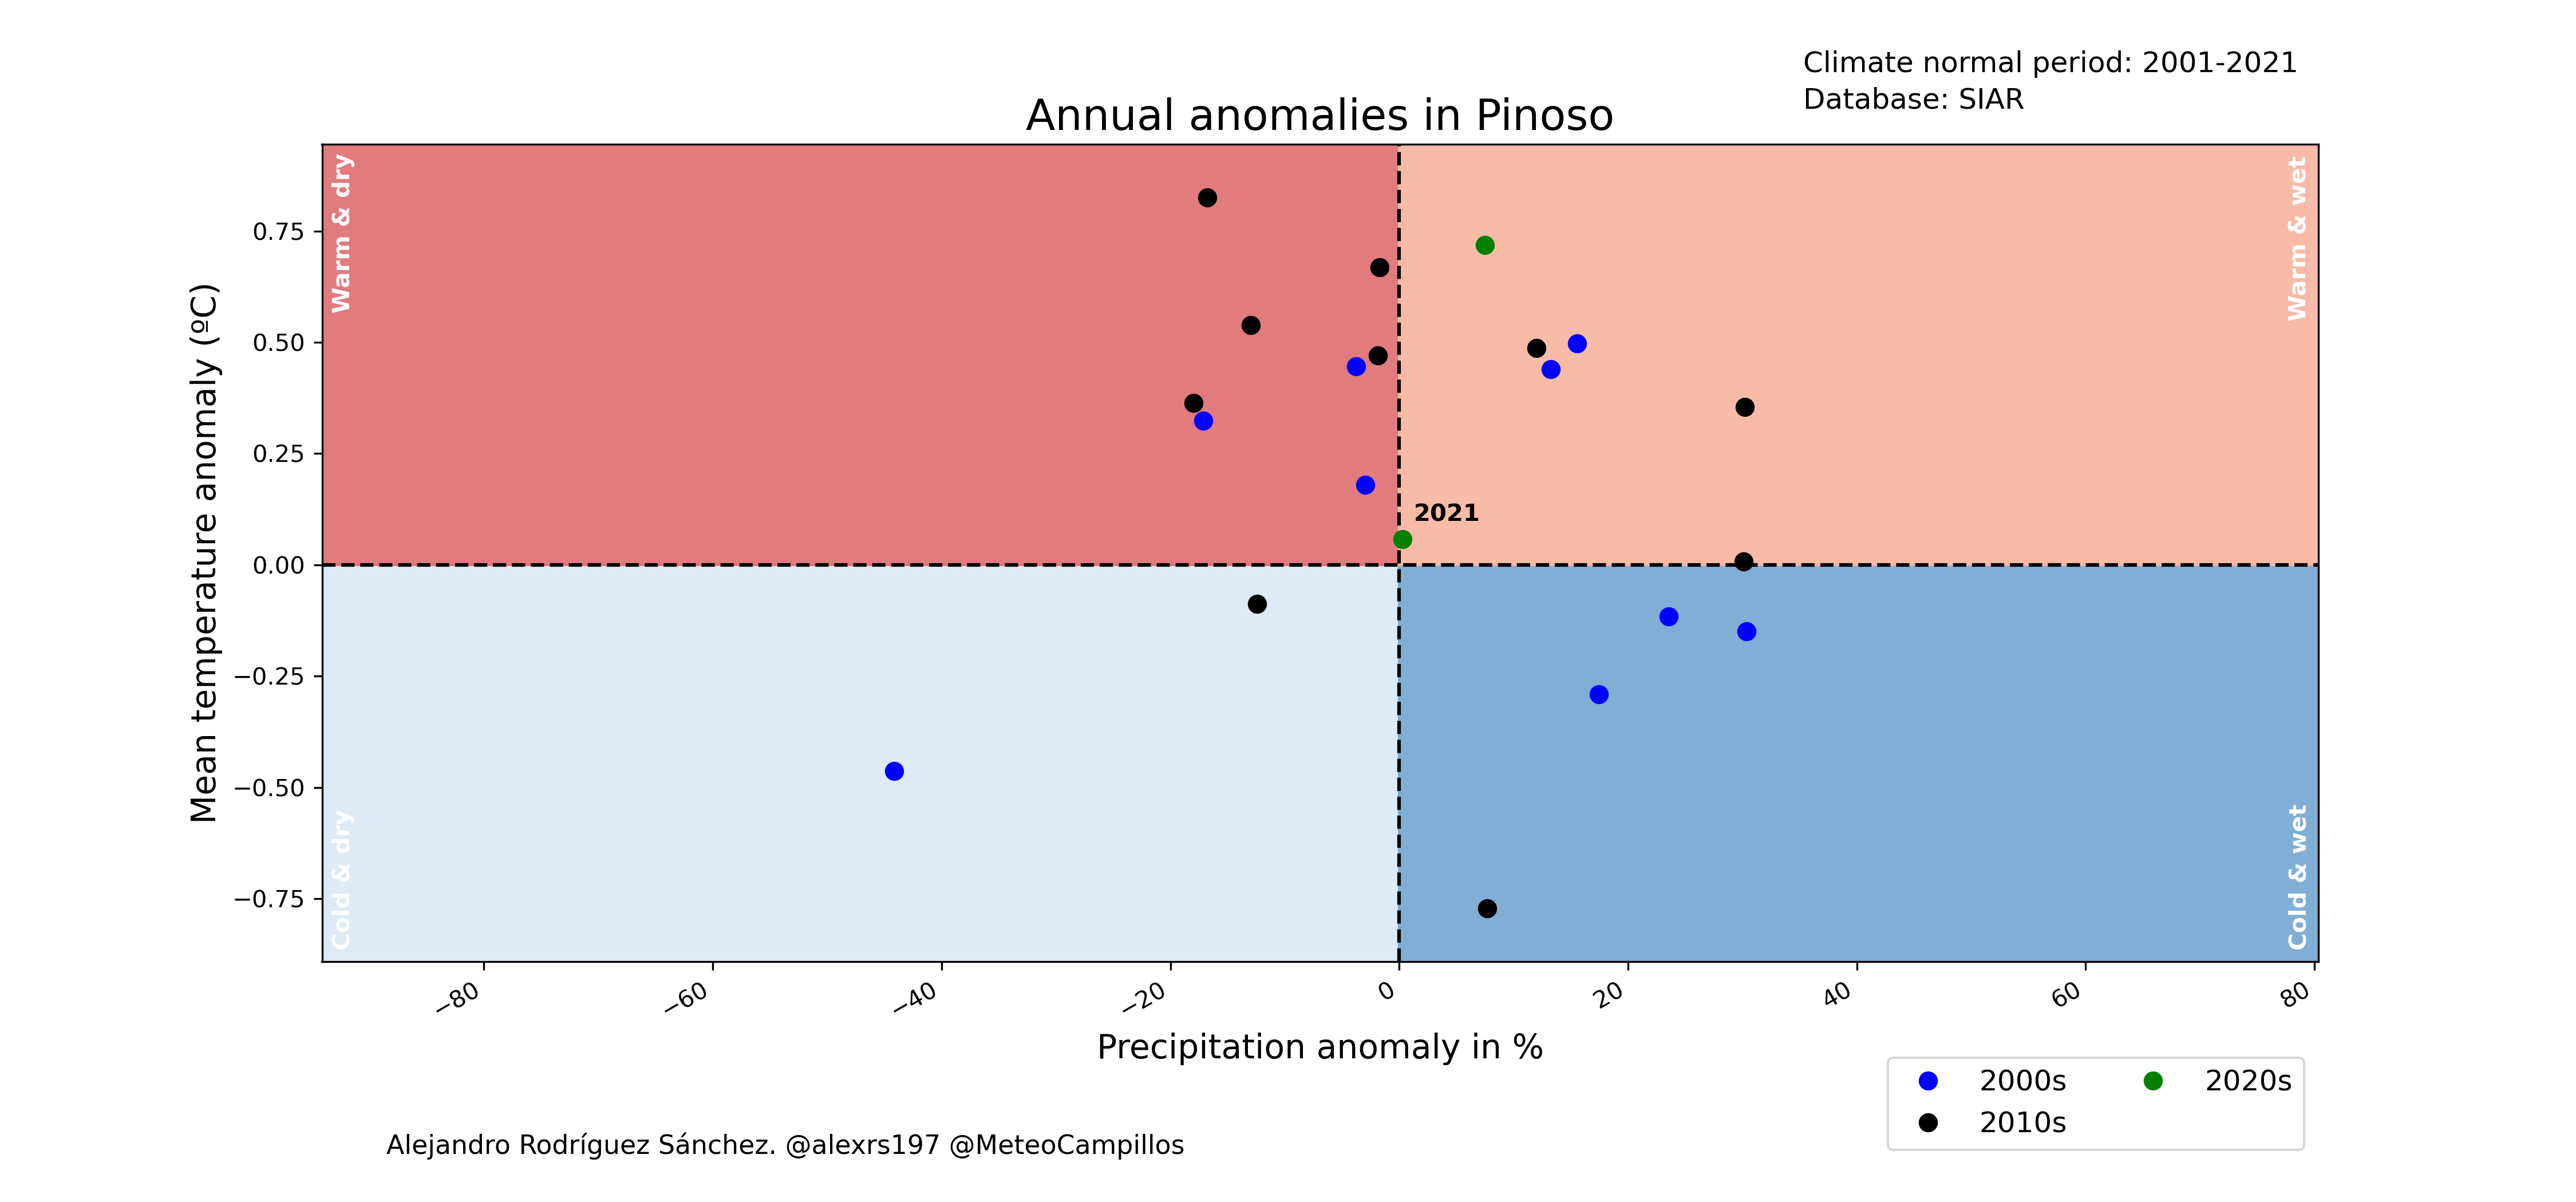 Climate normal period: 2001-2021
Database: SIAR
Annual anomalies in Pinoso
Warm & dry
Warm & wet
Cold & dry
Cold & wet
2021
Mean temperature anomaly (ºC)
0.75
0.50
0.25
0.00
−0.25
−0.50
−0.75
−80
−60
−40
−20
0
20
40
60
80
Precipitation anomaly in %
2000s
2010s
2020s
Alejandro Rodríguez Sánchez. @alexrs197 @MeteoCampillos